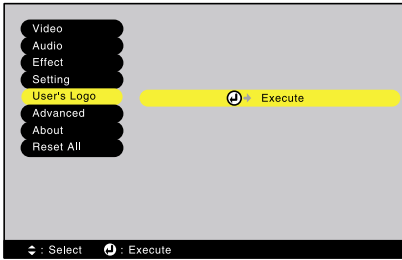 Video
Audio
Effect
Setting
User's Logo
Execute
Advanced
About
Reset All
: Select : Execute